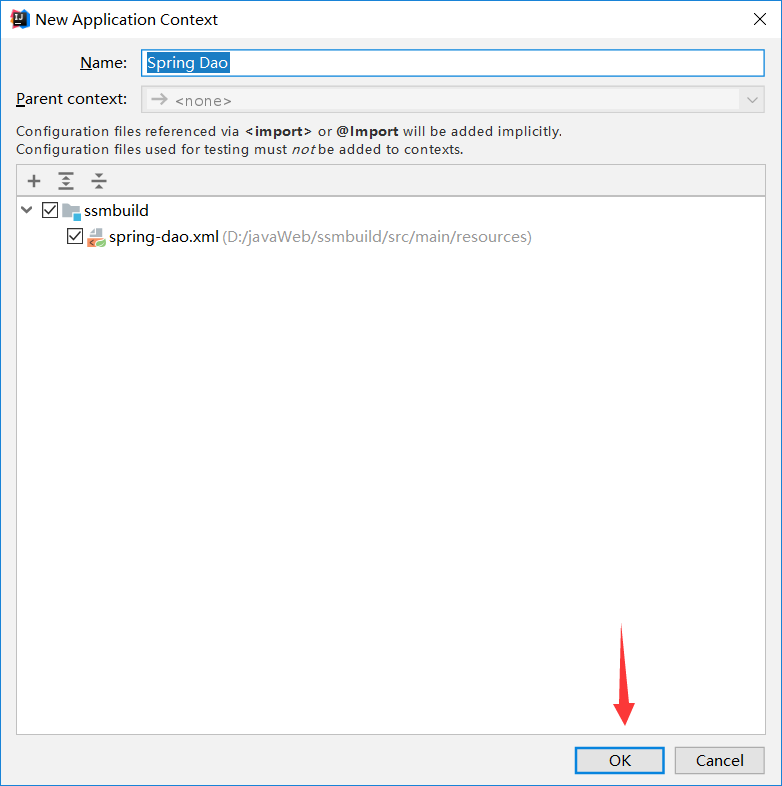 New Application Context
Name: Spring Dao
Parent context: <none>
Configuration files referenced via <import> or @Import will be added implicitly.
Configuration files used for testing must not be added to contexts.
ssmbuild
spring-dao.xml (D:/javaWeb/ssmbuild/src/main/resources)
OK Cancel